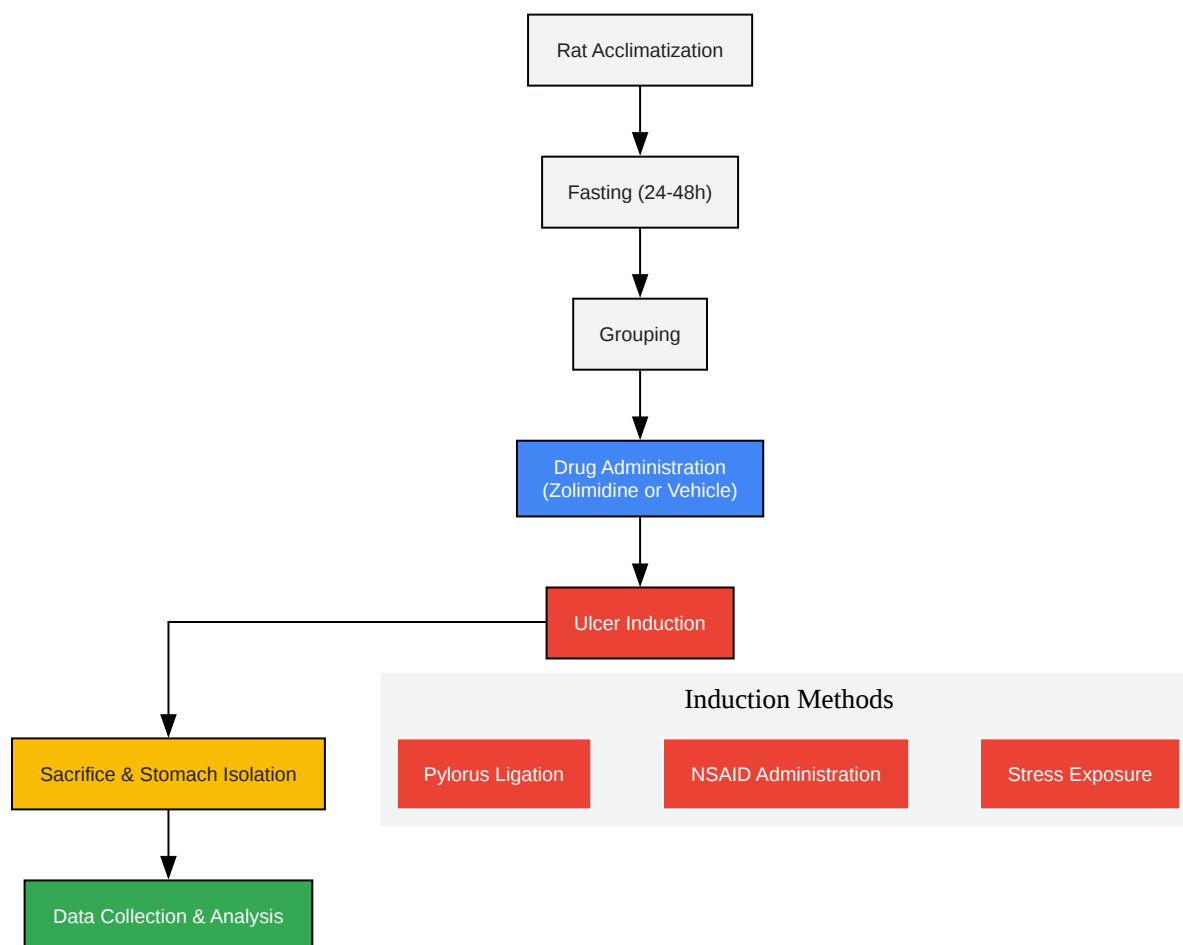 Rat Acclimatization
Fasting (24-48h)
Grouping
Drug Administration
(Zolimidine or Vehicle)
Ulcer Induction
Induction Methods
Sacrifice & Stomach Isolation
Pylorus Ligation
NSAID Administration
Stress Exposure
Data Collection & Analysis